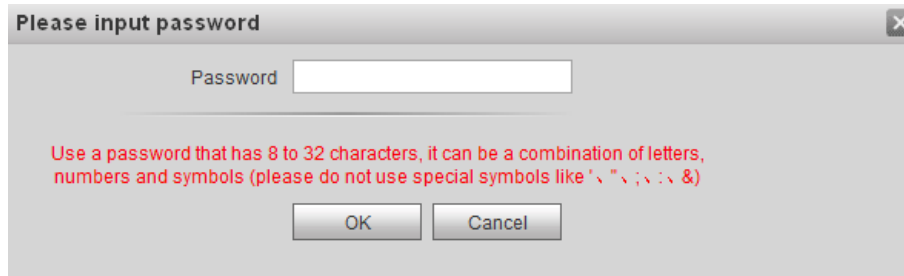 Please input password
Password
Use a password that has 8 to 32 characters, it can be a combination of letters,
numbers and symbols (please do not use special symbols like '、"、;、:、&)
OK
Cancel